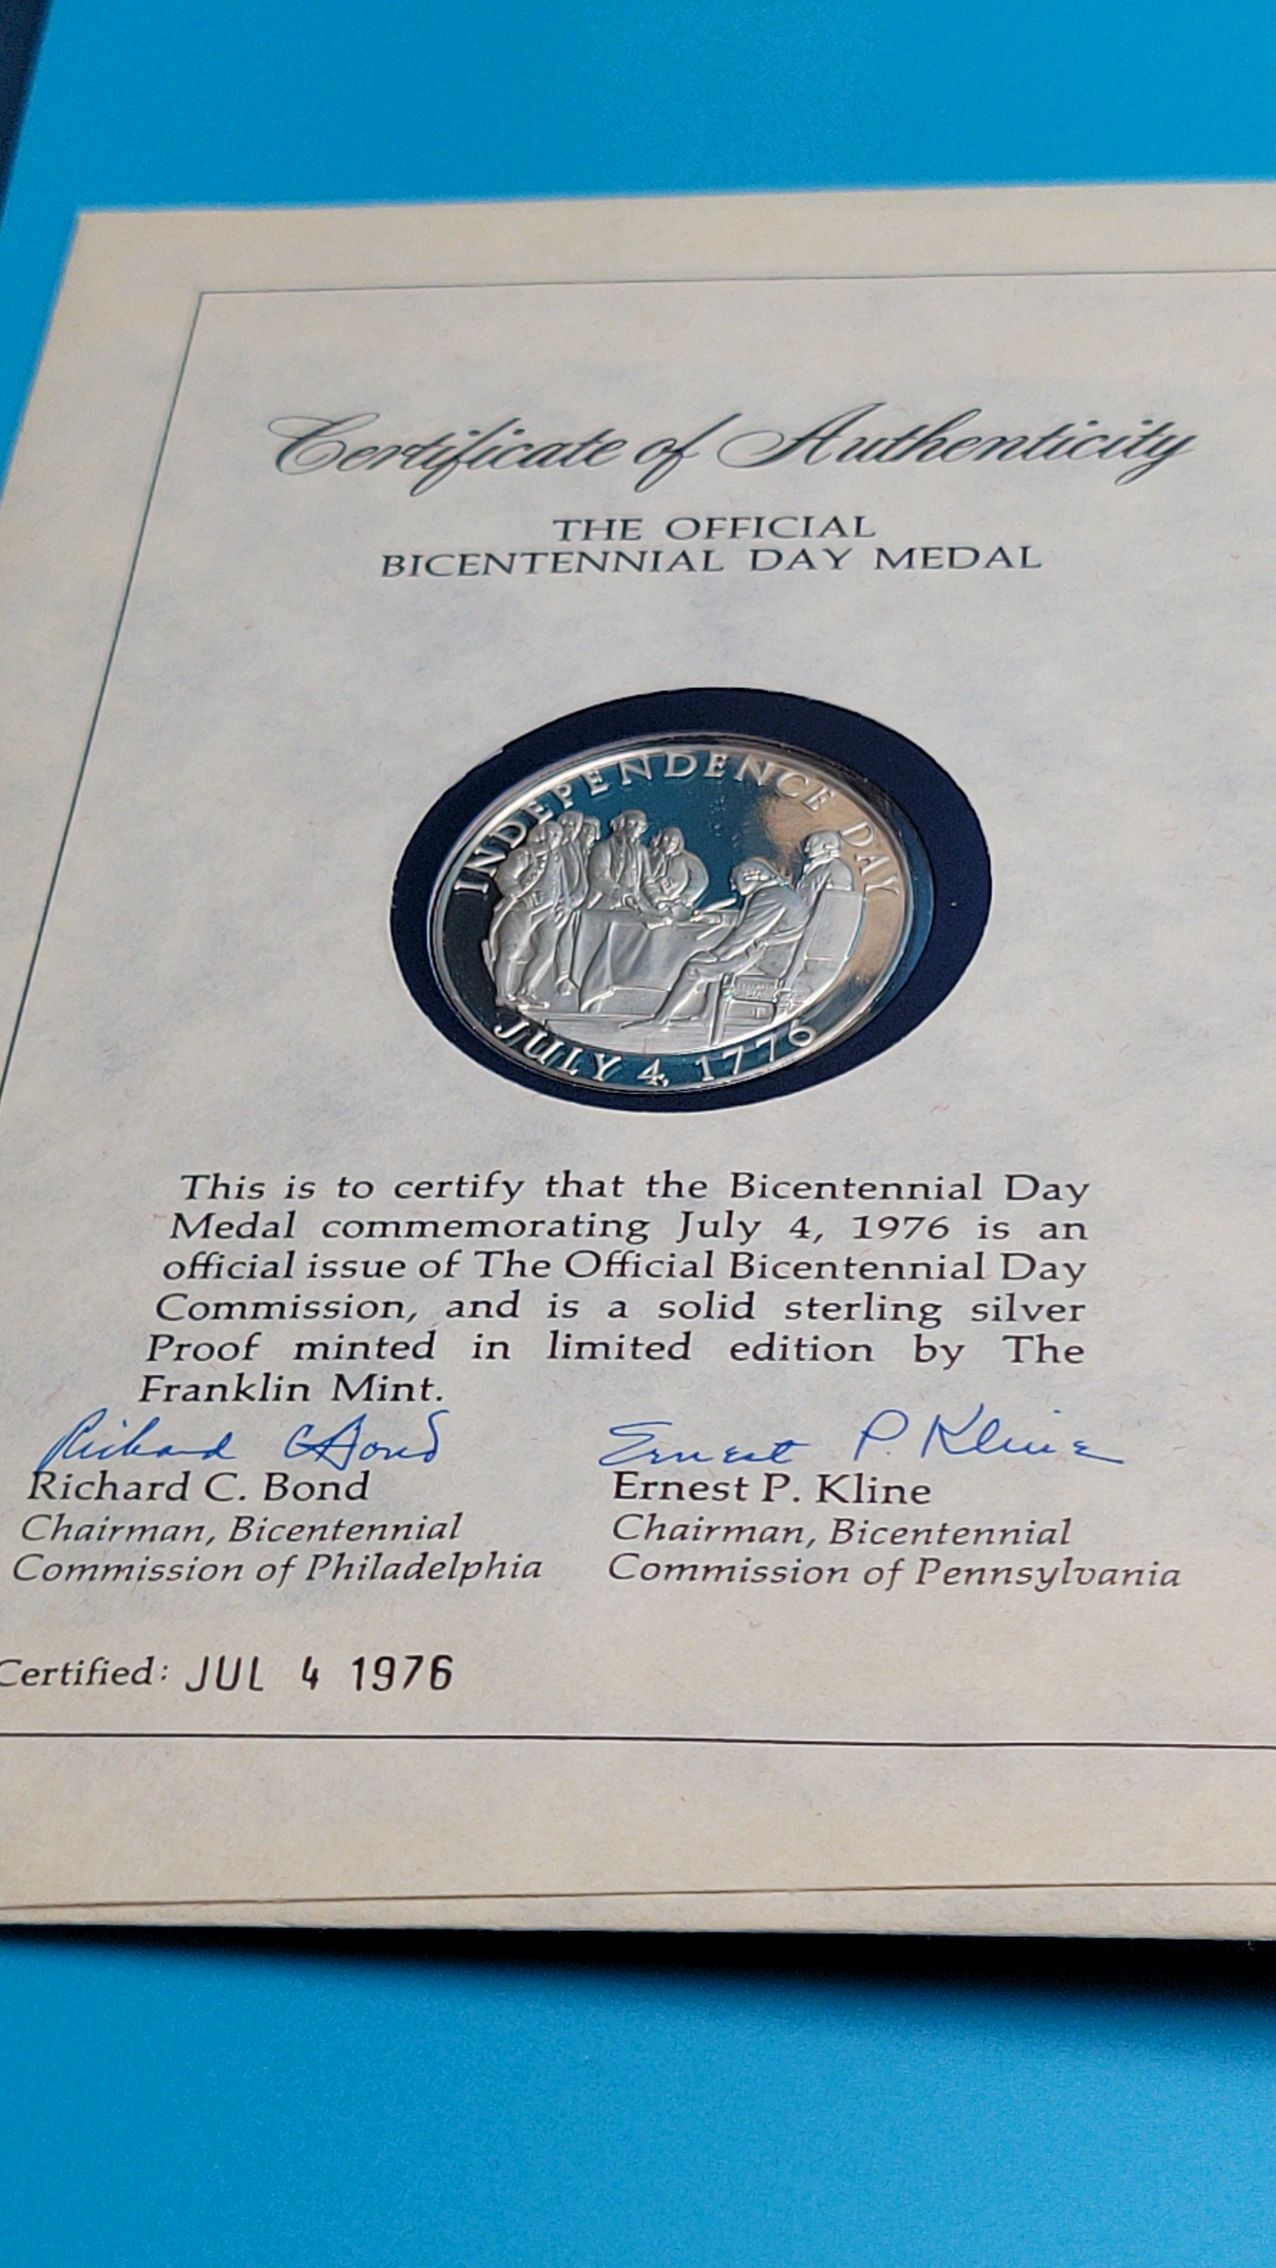 Certificate of Authenticity
THE OFFICIAL
BICENTENNIAL DAY MEDAL
INDEPENDENCE DAY
JULY 4, 1776
This is to certify that the Bicentennial Day
Medal commemorating July 4, 1976 is an
official issue of The Official Bicentennial Day
Commission, and is a solid sterling silver
Proof minted in limited edition by The
Franklin Mint.
Richard C Bond
Ernest P. Kline
Richard C. Bond
Chairman, Bicentennial
Commission of Philadelphia
Ernest P. Kline
Chairman, Bicentennial
Commission of Pennsylvania
Certified: JUL 4 1976